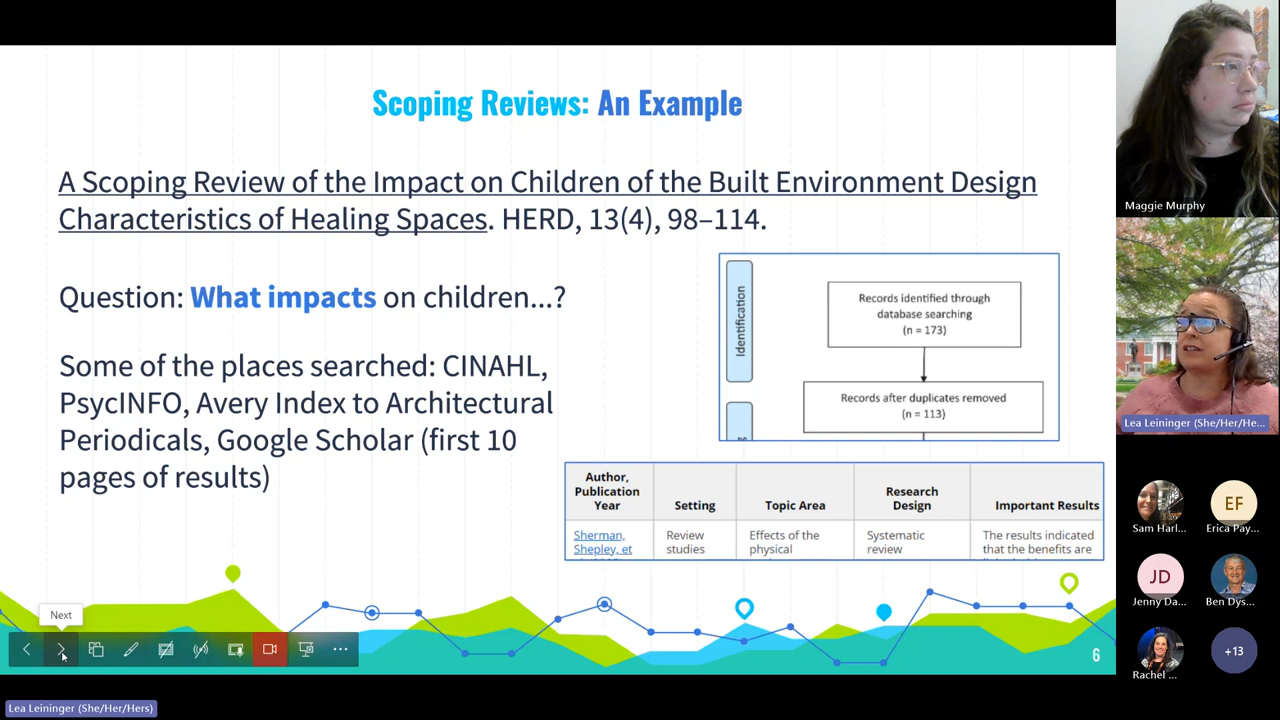 Scoping Reviews: An Example
A Scoping Review of the Impact on Children of the Built Environment Design
Characteristics of Healing Spaces. HERD, 13(4), 98–114.
Question: What impacts on children...?
Some of the places searched: CINAHL,
PsycINFO, Avery Index to Architectural
Periodicals, Google Scholar (first 10
pages of results)
Identification
Records identified through
database searching
(n = 173)
Records after duplicates removed
(n = 113)
Author,
Publication
Year
Setting
Topic Area
Research
Design
Important Results
Sherman,
Shepley, et
Review
studies
Effects of the
physical
Systematic
review
The results indicated
that the benefits are
Next
6
Lea Leininger (She/Her/Hers)
Maggie Murphy
Lea Leininger (She/Her/He...
Sam Harl...
EF
Erica Pay...
JD
Jenny Da...
Ben Dys...
Rachel ...
+13